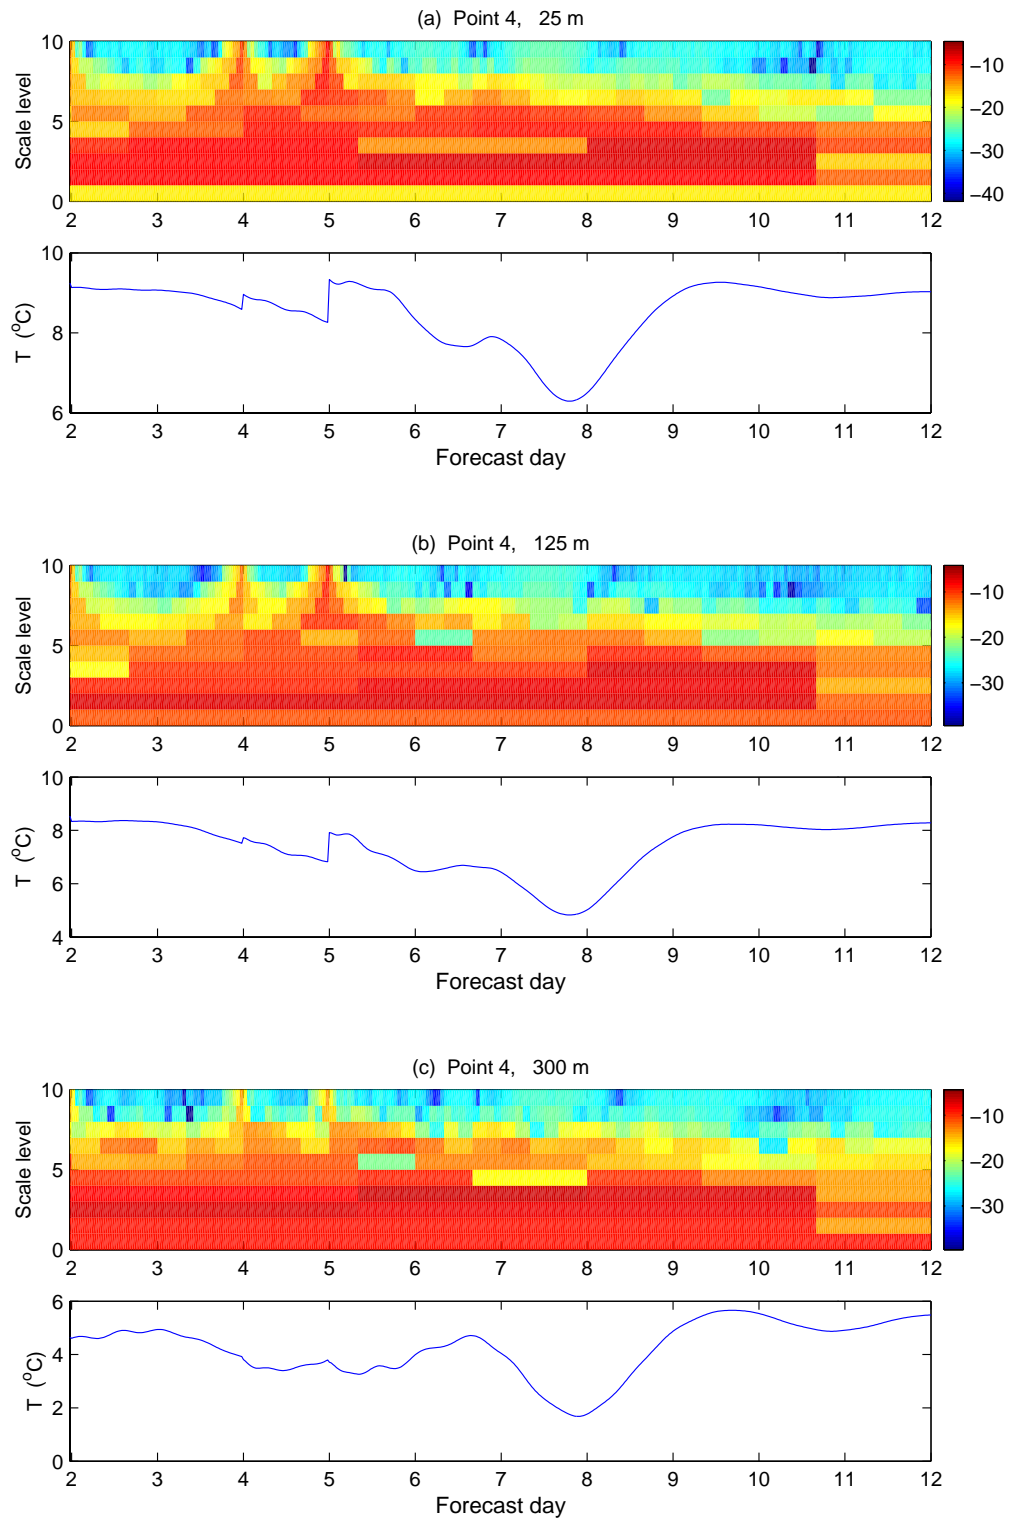 (a) Point 4, 25 m
10
5
0
Scale level
2 3 4 5 6 7 8 9 10 11 12
−10
−20
−30
−40
10
8
6
T (°C)
2 3 4 5 6 7 8 9 10 11 12
Forecast day
(b) Point 4, 125 m
10
5
0
Scale level
2 3 4 5 6 7 8 9 10 11 12
−10
−20
−30
10
8
6
4
T (°C)
2 3 4 5 6 7 8 9 10 11 12
Forecast day
(c) Point 4, 300 m
10
5
0
Scale level
2 3 4 5 6 7 8 9 10 11 12
−10
−20
−30
6
4
2
0
T (°C)
2 3 4 5 6 7 8 9 10 11 12
Forecast day